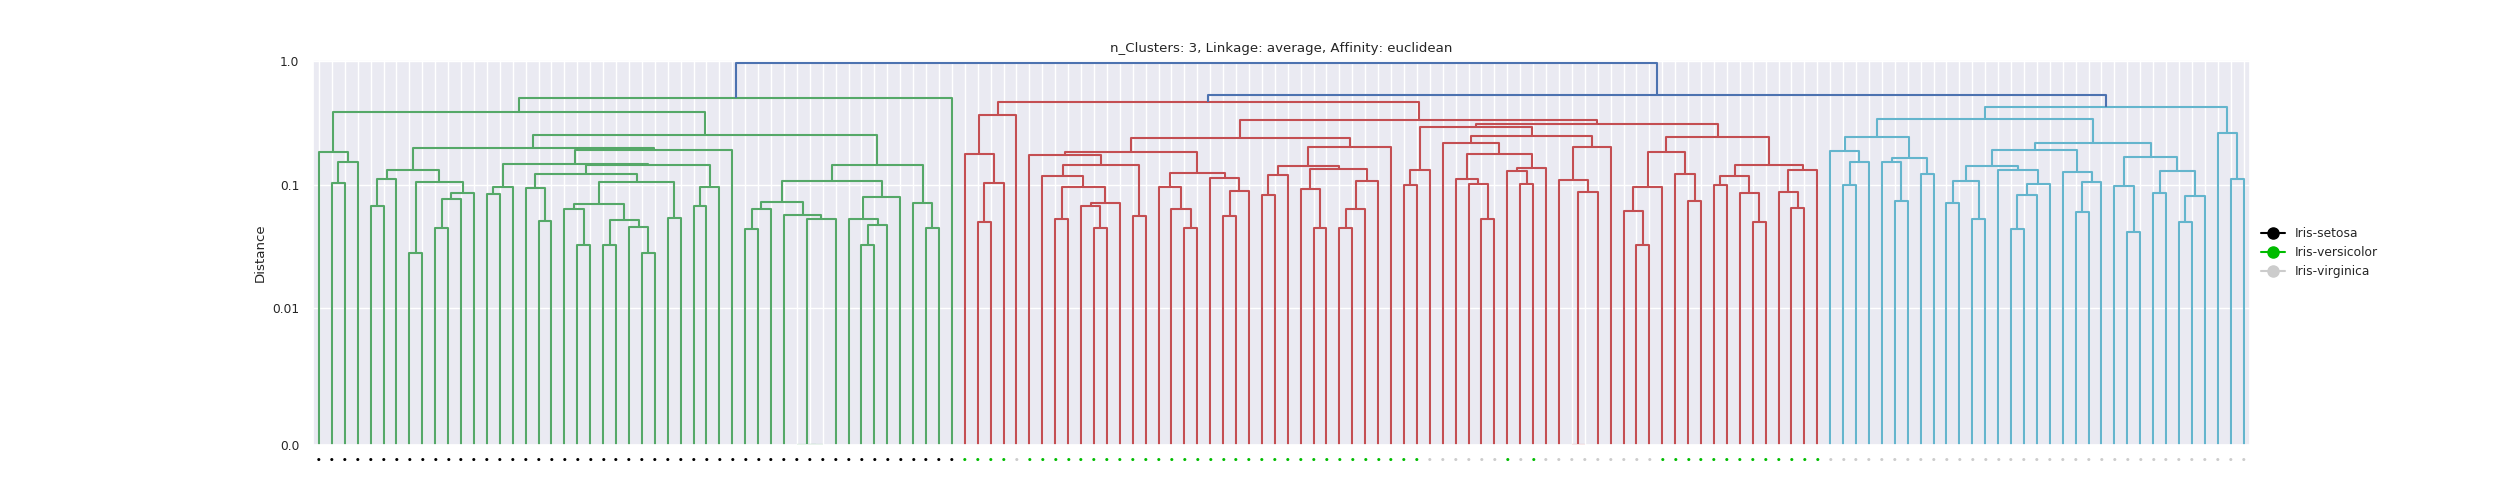 n_Clusters: 3, Linkage: average, Affinity: euclidean
1.0
0.1
0.01
0.0
Distance
Iris-setosa
Iris-versicolor
Iris-virginica